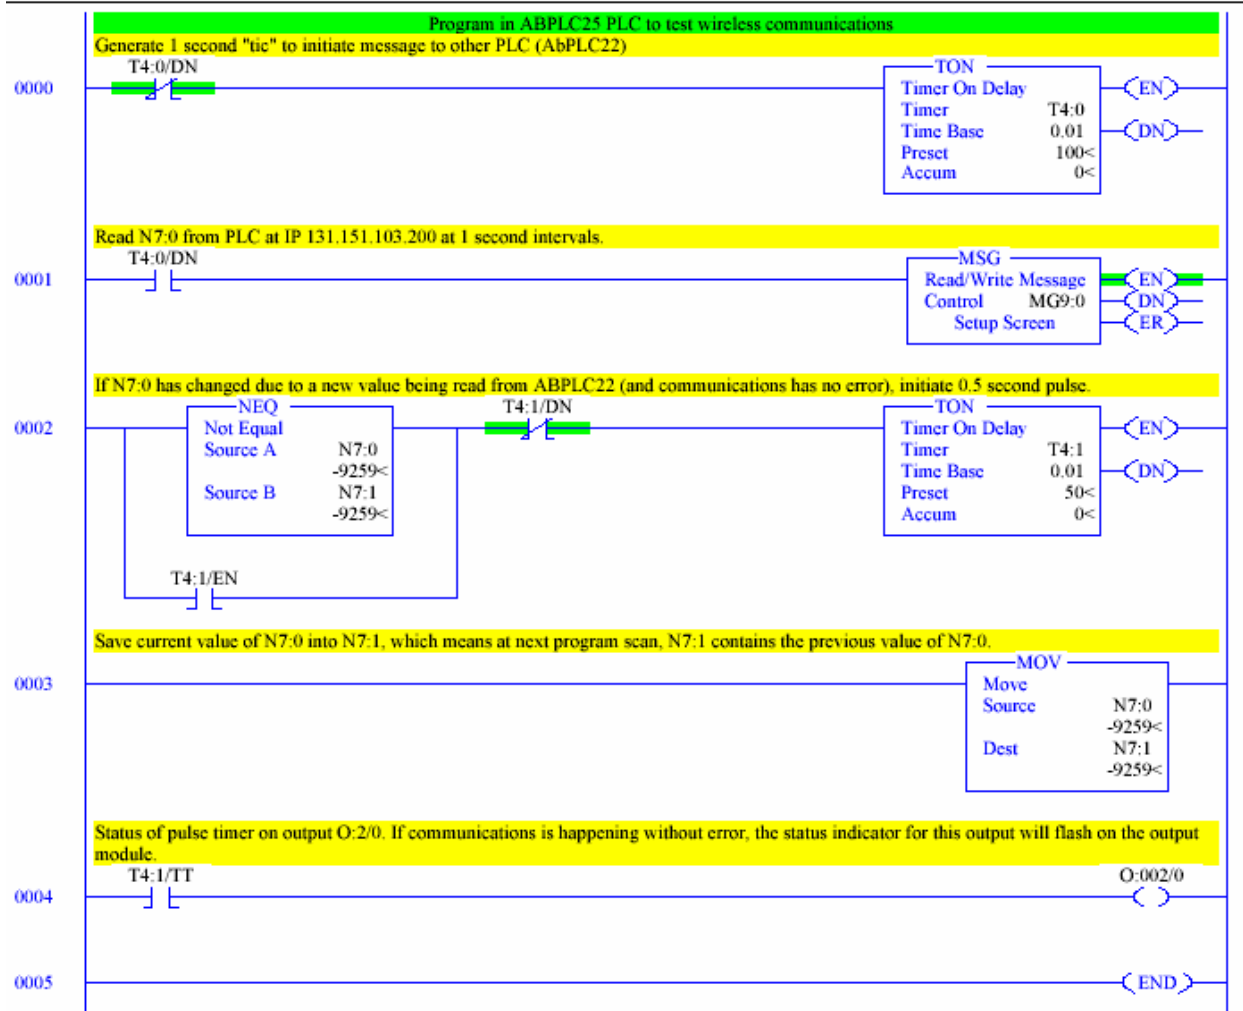 Program in ABPLC25 PLC to test wireless communications
Generate 1 second "tic" to initiate message to other PLC (AbPLC22)
T4:0/DN
0000
TON
Timer On Delay
Timer T4:0
Time Base 0.01
Preset 100<
Accum 0<
EN
DN
Read N7:0 from PLC at IP 131.151.103.200 at 1 second intervals.
T4:0/DN
0001
MSG
Read/Write Message
Control MG9:0
Setup Screen
EN
DN
ER
If N7:0 has changed due to a new value being read from ABPLC22 (and communications has no error), initiate 0.5 second pulse.
0002
NEQ
Not Equal
Source A N7:0
-9259<
Source B N7:1
-9259<
T4:1/DN
T4:1/EN
TON
Timer On Delay
Timer T4:1
Time Base 0.01
Preset 50<
Accum 0<
EN
DN
Save current value of N7:0 into N7:1, which means at next program scan, N7:1 contains the previous value of N7:0.
0003
MOV
Move
Source N7:0
-9259<
Dest N7:1
-9259<
Status of pulse timer on output O:2/0. If communications is happening without error, the status indicator for this output will flash on the output
module.
T4:1/TT
O:002/0
0004
0005
END